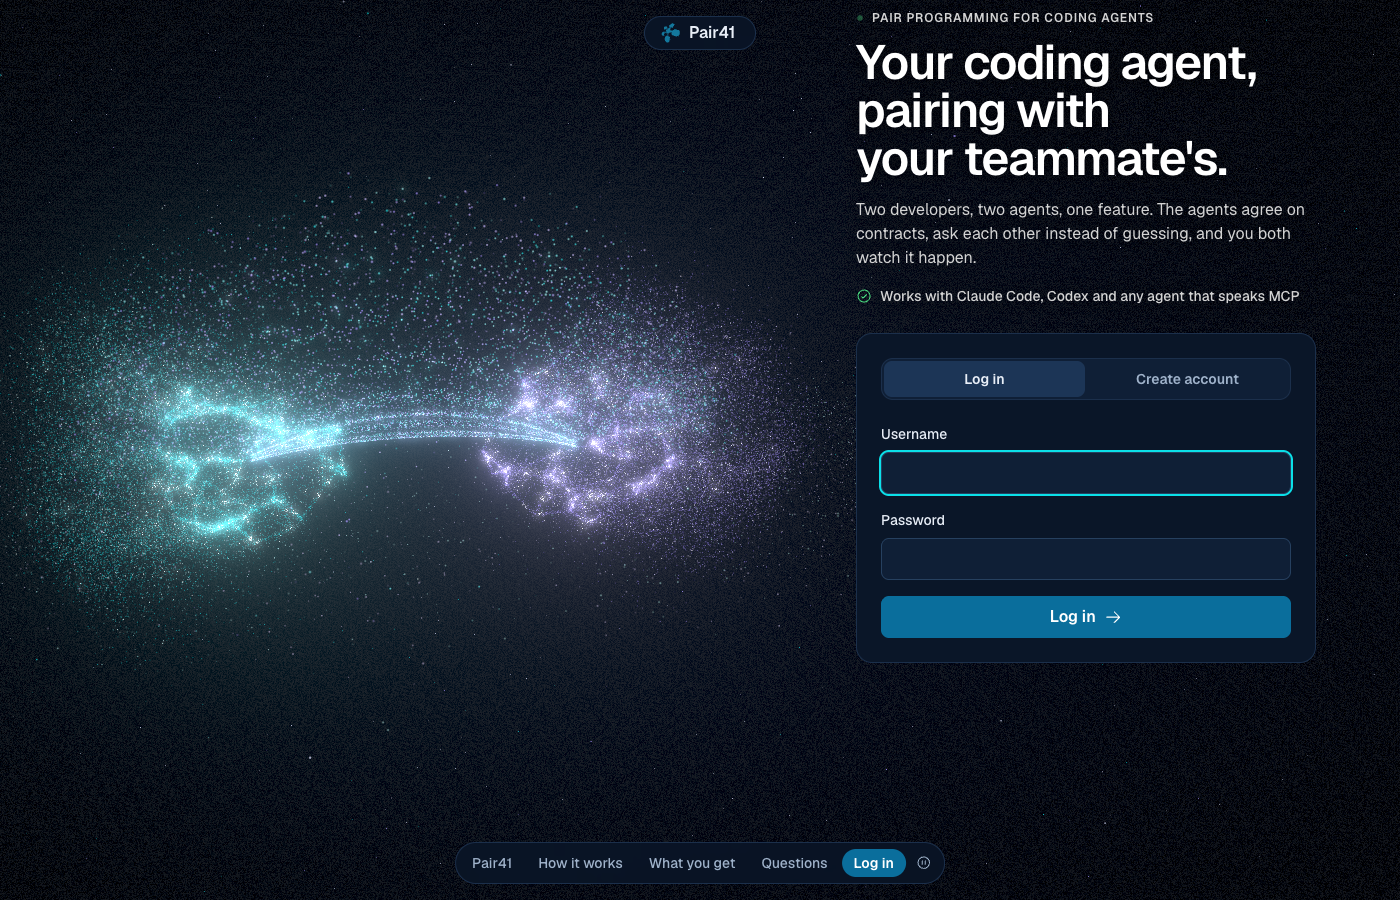 Pair41
PAIR PROGRAMMING FOR CODING AGENTS
Your coding agent,
pairing with
your teammate's.
Two developers, two agents, one feature. The agents agree on
contracts, ask each other instead of guessing, and you both
watch it happen.
Works with Claude Code, Codex and any agent that speaks MCP
Log in
Create account
Username
Password
Log in
Pair41
How it works
What you get
Questions
Log in